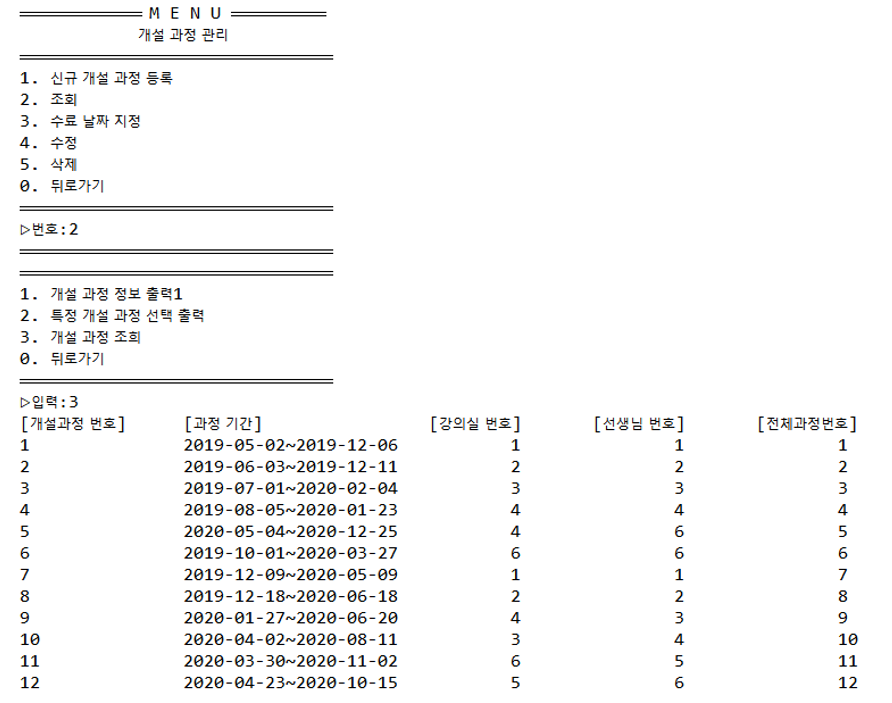 ═══════════ M E N U ═══════════
개설 과정 관리
════════════════════════════
1. 신규 개설 과정 등록
2. 조회
3. 수료 날짜 지정
4. 수정
5. 삭제
0. 뒤로가기
════════════════════════════
▷번호:2
════════════════════════════
════════════════════════════
1. 개설 과정 정보 출력1
2. 특정 개설 과정 선택 출력
3. 개설 과정 조희
0. 뒤로가기
════════════════════════════
▷입력:3
[개설과정 번호] [과정 기간] [강의실 번호] [선생님 번호] [전체과정번호]
1 2019-05-02~2019-12-06 1 1 1
2 2019-06-03~2019-12-11 2 2 2
3 2019-07-01~2020-02-04 3 3 3
4 2019-08-05~2020-01-23 4 4 4
5 2020-05-04~2020-12-25 4 6 5
6 2019-10-01~2020-03-27 6 6 6
7 2019-12-09~2020-05-09 1 1 7
8 2019-12-18~2020-06-18 2 2 8
9 2020-01-27~2020-06-20 4 3 9
10 2020-04-02~2020-08-11 3 4 10
11 2020-03-30~2020-11-02 6 5 11
12 2020-04-23~2020-10-15 5 6 12